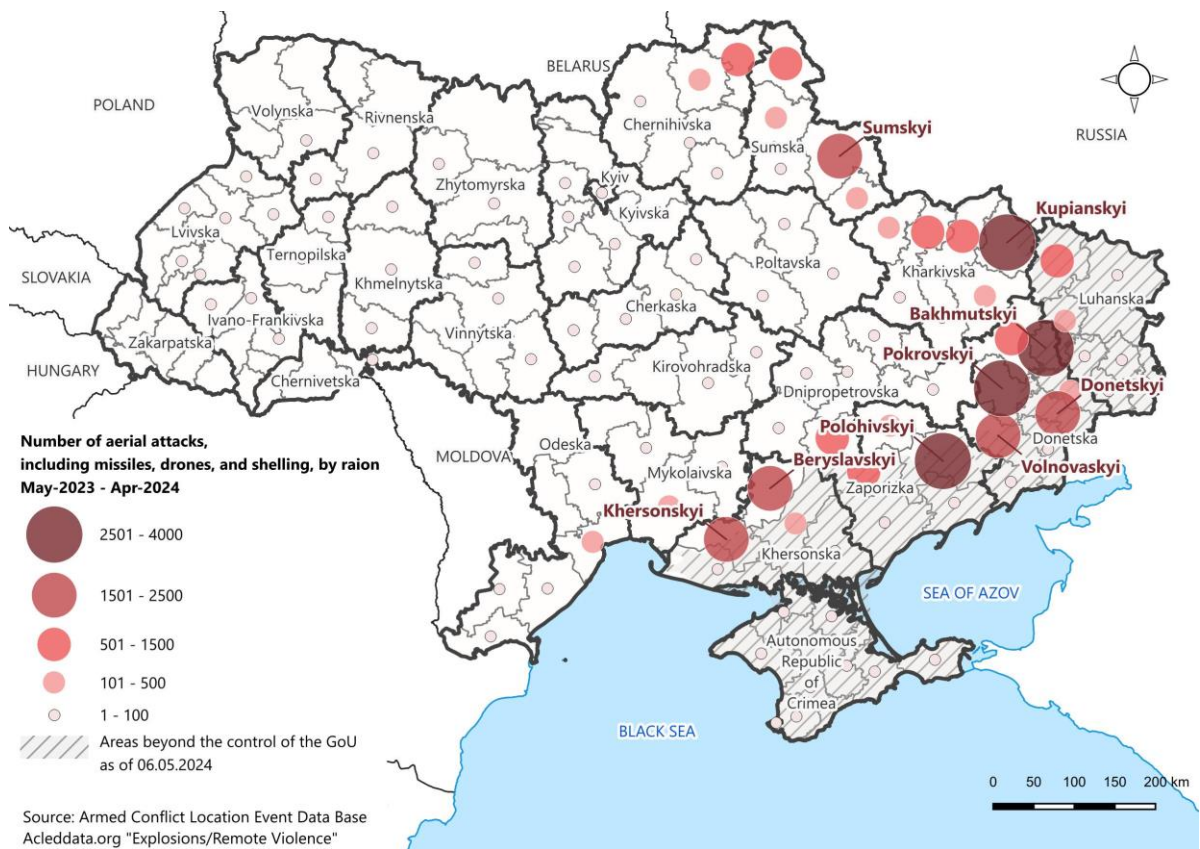 BELARUS
POLAND
Volynska
Rivnenska
Chernihivska
Sumska
Sumskyi
RUSSIA
Zhytomyrska
Kyiv
Kyivska
Kupianskyi
Lvivska
Ternopilska
Khmelnytska
Poltavska
Kharkivska
SLOVAKIA
Luhanska
Ivano-Frankivska
Vinnytska
Cherkaska
Bakhmutskyi
Zakarpatska
HUNGARY
Chernivetska
Kirovohradska
Pokrovskyi
Dnipropetrovska
Donetskyi
Polohivskyi
Donetska
Odeska
MOLDOVA
Mykolaivska
Beryslavskyi
Zaporizka
Volnovaskyi
Khersonskyi
Khersonska
SEA OF AZOV
Autonomous
Republic
of
Crimea
BLACK SEA
Number of aerial attacks,
including missiles, drones, and shelling, by raion
May-2023 - Apr-2024
2501 - 4000
1501 - 2500
501 - 1500
101 - 500
1 - 100
Areas beyond the control of the GoU
as of 06.05.2024
0 50 100 150 200 km
Source: Armed Conflict Location Event Data Base
Acleddata.org "Explosions/Remote Violence"